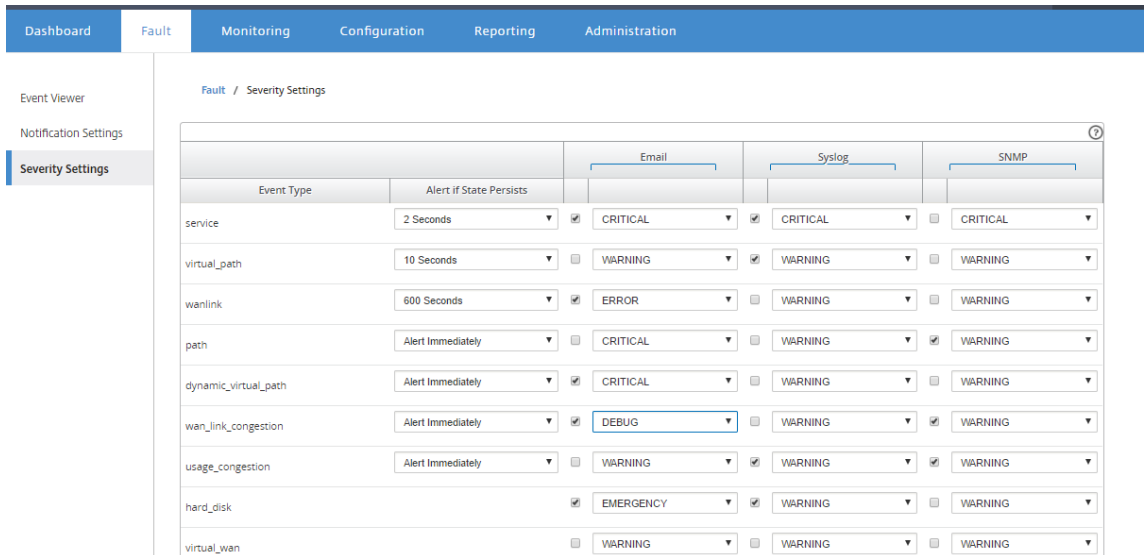 Dashboard Fault Monitoring Configuration Reporting Administration
Event Viewer
Notification Settings
Severity Settings
Fault / Severity Settings
?
Email Syslog SNMP
Event Type Alert if State Persists
service 2 Seconds CRITICAL CRITICAL CRITICAL
virtual_path 10 Seconds WARNING WARNING WARNING
wanlink 600 Seconds ERROR WARNING WARNING
path Alert Immediately CRITICAL WARNING WARNING
dynamic_virtual_path Alert Immediately CRITICAL WARNING WARNING
wan_link_congestion Alert Immediately DEBUG WARNING WARNING
usage_congestion Alert Immediately WARNING WARNING WARNING
hard_disk EMERGENCY WARNING WARNING
virtual_wan WARNING WARNING WARNING